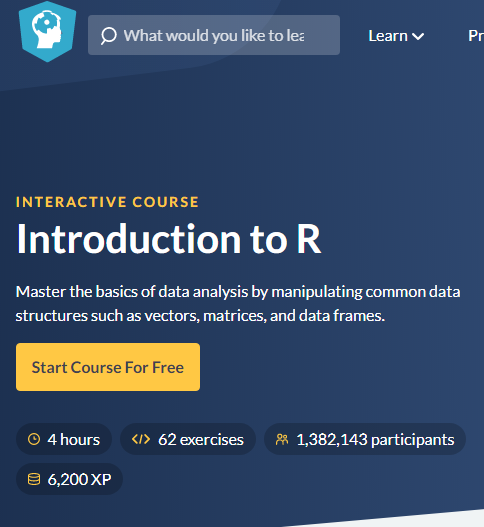 What would you like to lea
Learn
Pr
INTERACTIVE COURSE
Introduction to R
Master the basics of data analysis by manipulating common data
structures such as vectors, matrices, and data frames.
Start Course For Free
4 hours
62 exercises
1,382,143 participants
6,200 XP